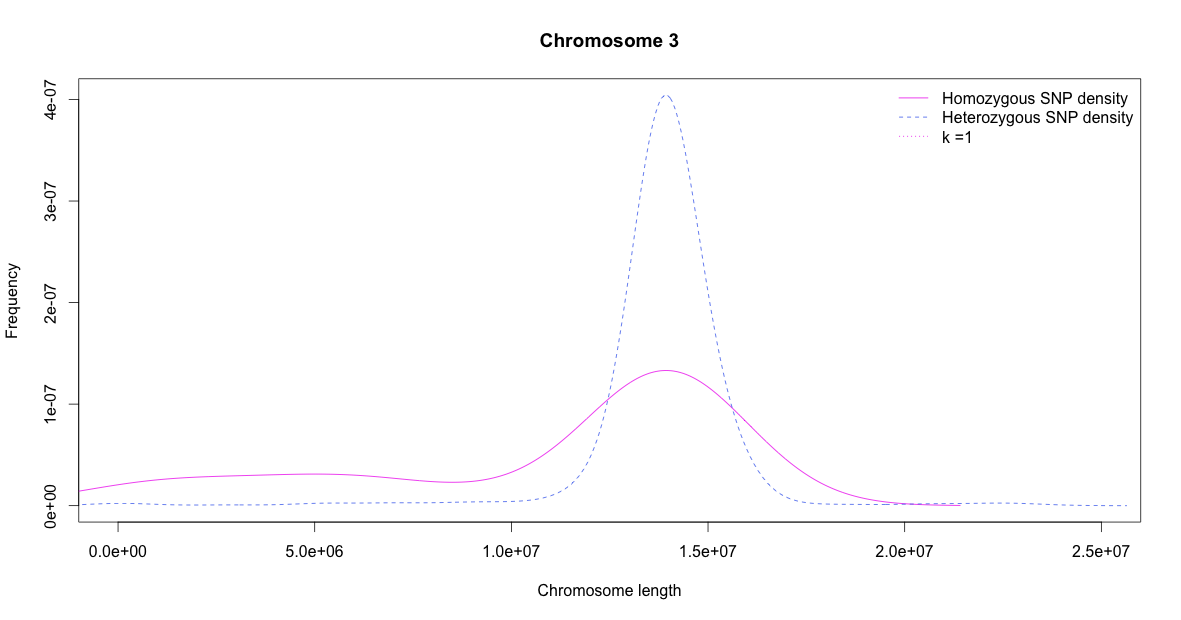 Chromosome 3
Homozygous SNP density
Heterozygous SNP density
k =1
4e-07
3e-07
2e-07
1e-07
0e+00
Frequency
0.0e+00 5.0e+06 1.0e+07 1.5e+07 2.0e+07 2.5e+07
Chromosome length